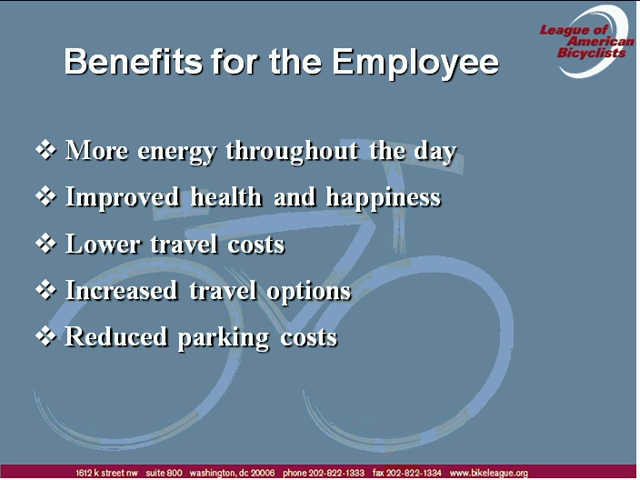 League of
American
Bicyclists
Benefits for the Employee
❖ More energy throughout the day
❖ Improved health and happiness
❖ Lower travel costs
❖ Increased travel options
❖ Reduced parking costs
1612 k street nw suite 800 washington, dc 20006 phone 202-822-1333 fax 202-822-1334 www.bikeleague.org